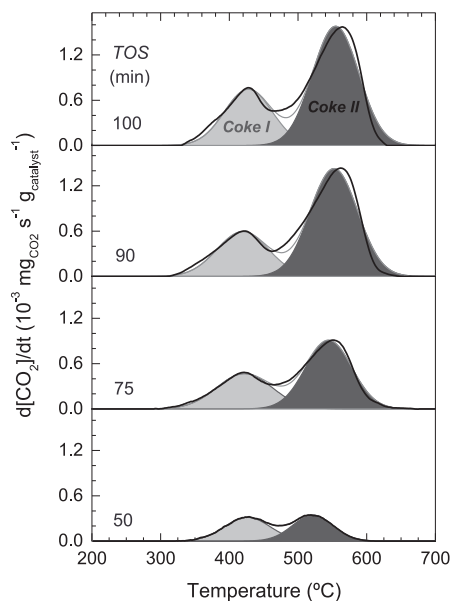 TOS
(min)
100
Coke I
Coke II
1.2
0.6
0.0
90
1.2
0.6
0.0
75
1.2
0.6
0.0
50
1.2
0.6
0.0
200 300 400 500 600 700
Temperature (ºC)
d[CO₂]/dt (10⁻³ mg_CO2 s⁻¹ g_catalyst⁻¹)